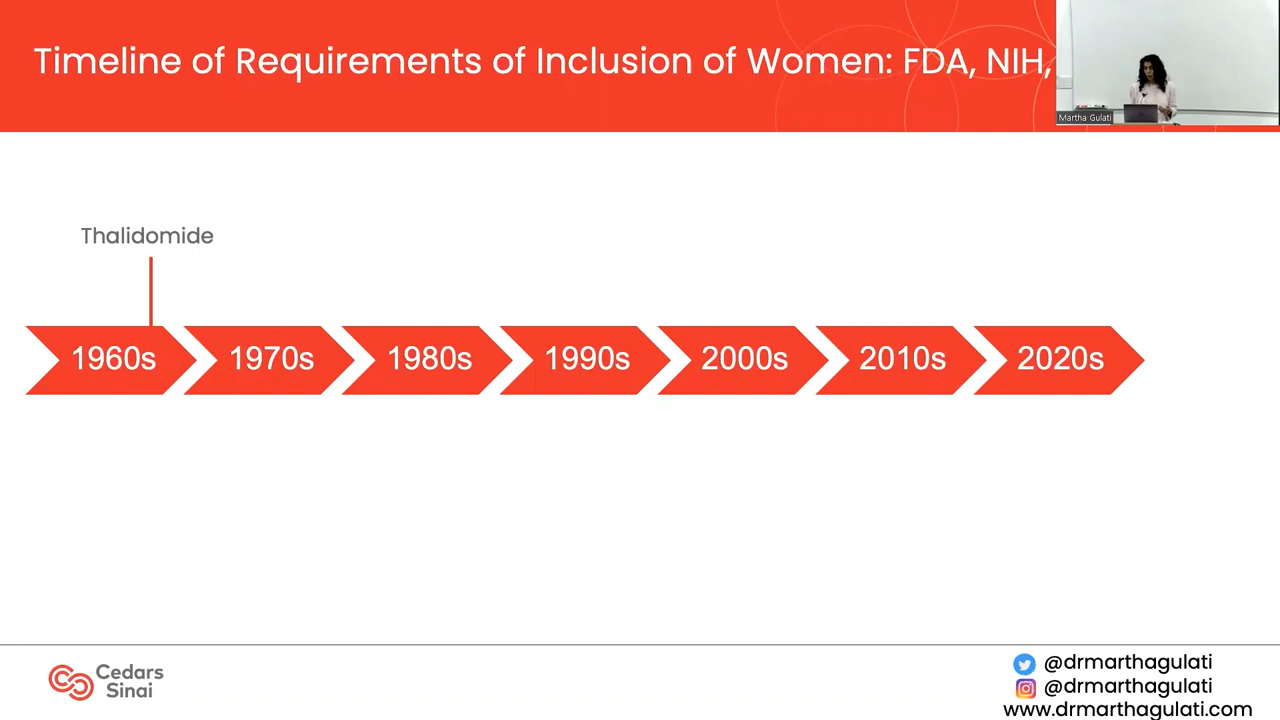 Timeline of Requirements of Inclusion of Women: FDA, NIH,
Martha Gulati
Thalidomide
1960s
1970s
1980s
1990s
2000s
2010s
2020s
Cedars
Sinai
@drmarthagulati
@drmarthagulati
www.drmarthagulati.com